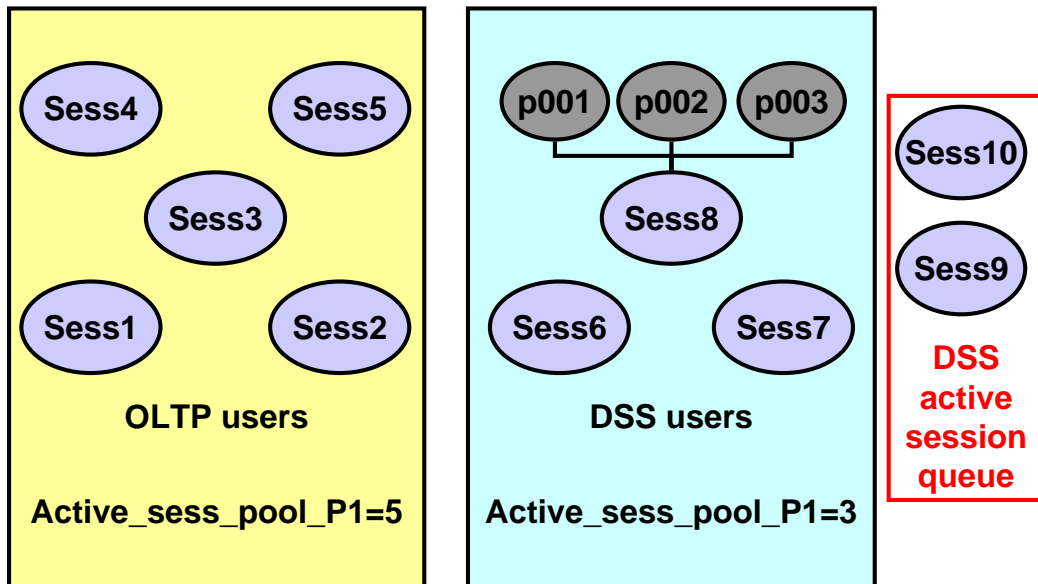 Sess4
Sess5
Sess3
Sess1
Sess2
OLTP users
Active_sess_pool_P1=5
p001
p002
p003
Sess8
Sess6
Sess7
DSS users
Active_sess_pool_P1=3
Sess10
Sess9
DSS
active
session
queue